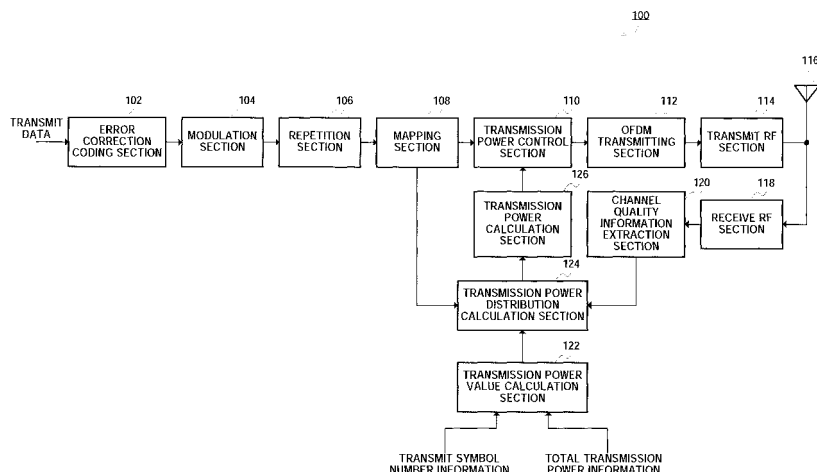 100
116
102
104
106
108
110
112
114
TRANSMIT
DATA
ERROR
CORRECTION
CODING SECTION
MODULATION
SECTION
REPETITION
SECTION
MAPPING
SECTION
TRANSMISSION
POWER CONTROL
SECTION
OFDM
TRANSMITTING
SECTION
TRANSMIT RF
SECTION
126
120
118
TRANSMISSION
POWER
CALCULATION
SECTION
CHANNEL
QUALITY
INFORMATION
EXTRACTION
SECTION
RECEIVE RF
SECTION
124
TRANSMISSION POWER
DISTRIBUTION
CALCULATION SECTION
122
TRANSMISSION POWER
VALUE CALCULATION
SECTION
TRANSMIT SYMBOL
NUMBER INFORMATION
TOTAL TRANSMISSION
POWER INFORMATION